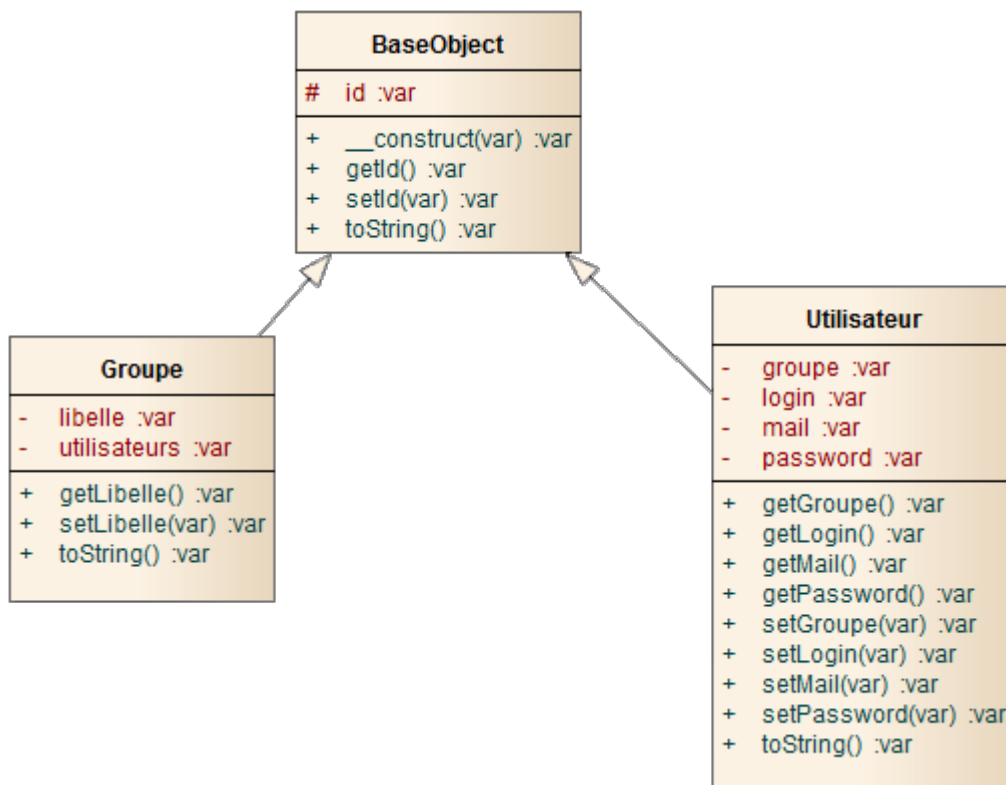 BaseObject
# id :var
+ __construct(var) :var
+ getId() :var
+ setId(var) :var
+ toString() :var
Groupe
- libelle :var
- utilisateurs :var
+ getLibelle() :var
+ setLibelle(var) :var
+ toString() :var
Utilisateur
- groupe :var
- login :var
- mail :var
- password :var
+ getGroupe() :var
+ getLogin() :var
+ getMail() :var
+ getPassword() :var
+ setGroupe(var) :var
+ setLogin(var) :var
+ setMail(var) :var
+ setPassword(var) :var
+ toString() :var